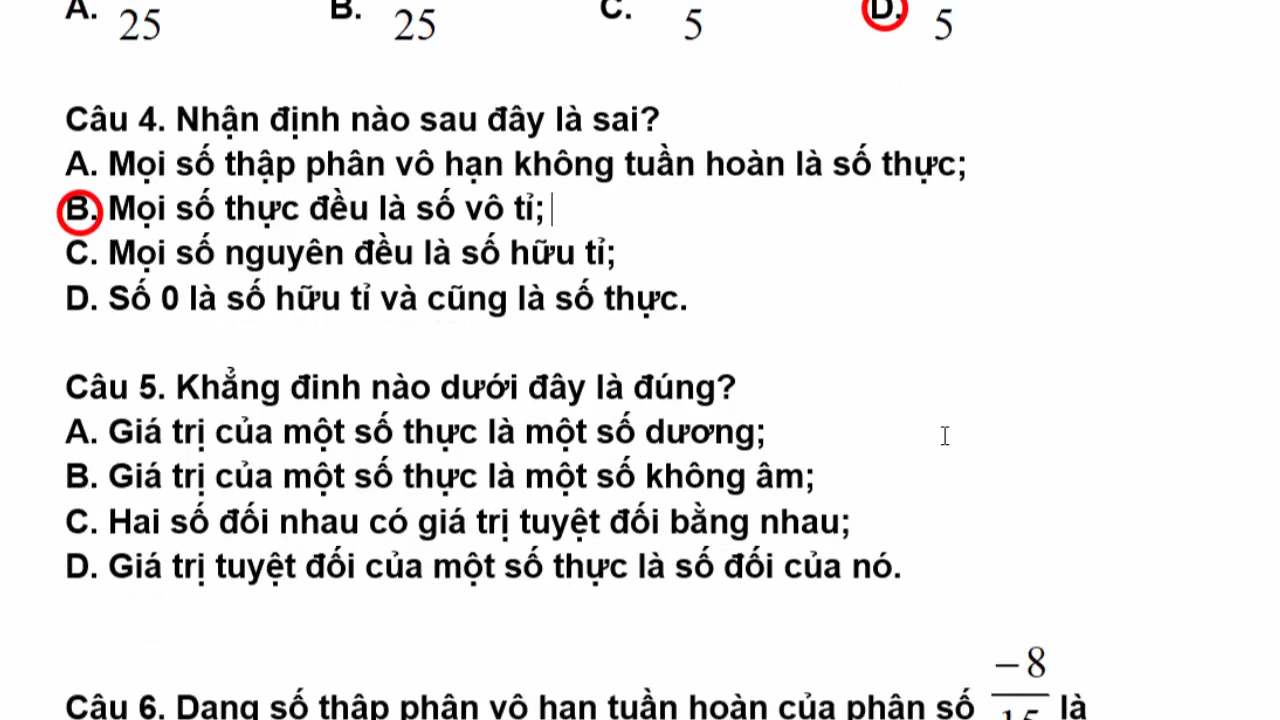 A. 25 B. 25 C. 5 D. 5
Câu 4. Nhận định nào sau đây là sai?
A. Mọi số thập phân vô hạn không tuần hoàn là số thực;
B. Mọi số thực đều là số vô tỉ;
C. Mọi số nguyên đều là số hữu tỉ;
D. Số 0 là số hữu tỉ và cũng là số thực.
Câu 5. Khẳng đinh nào dưới đây là đúng?
A. Giá trị của một số thực là một số dương;
B. Giá trị của một số thực là một số không âm;
C. Hai số đối nhau có giá trị tuyệt đối bằng nhau;
D. Giá trị tuyệt đối của một số thực là số đối của nó.
Câu 6. Dạng số thập phân vô hạn tuần hoàn của phân số −8/15 là